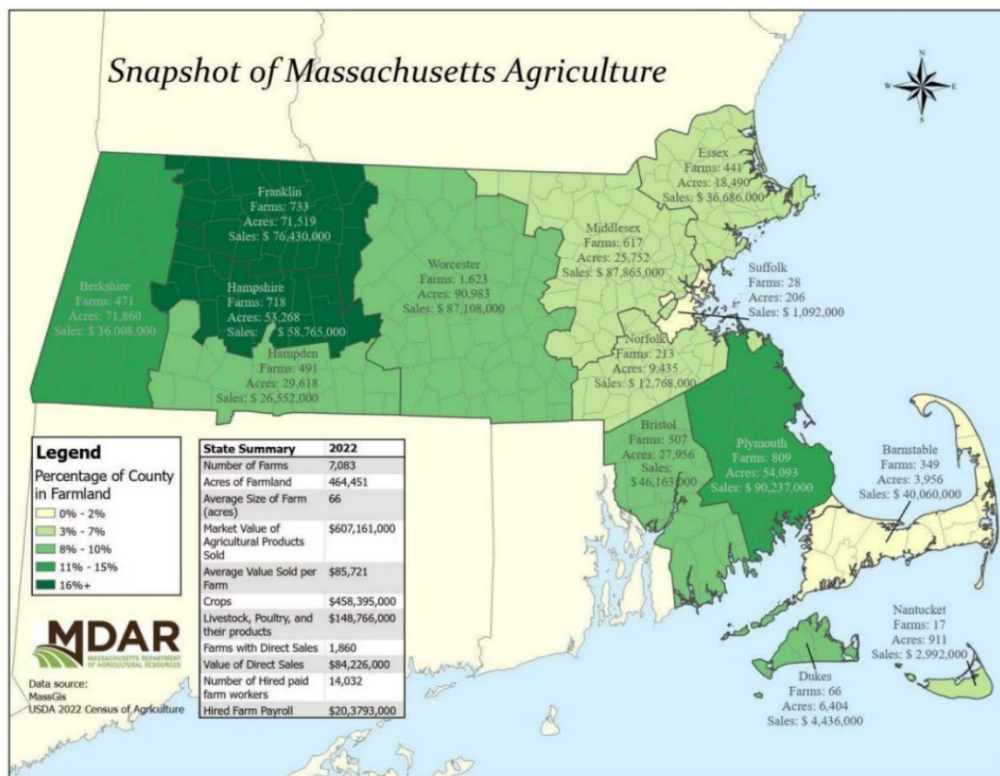 Snapshot of Massachusetts Agriculture
N
W
E
S
Essex
Farms: 441
Acres: 18,490
Sales: $ 36,686,000
Franklin
Farms: 733
Acres: 71,519
Sales: $ 76,430,000
Middlesex
Farms: 617
Acres: 25,752
Sales: $ 87,865,000
Worcester
Farms: 1,623
Acres: 90,983
Sales: $ 87,108,000
Suffolk
Farms: 28
Acres: 206
Sales: $ 1,092,000
Berkshire
Farms: 471
Acres: 71,860
Sales: $ 36,008,000
Hampshire
Farms: 718
Acres: 53,268
Sales: $ 58,765,000
Norfolk
Farms: 213
Acres: 9,435
Sales: $ 12,768,000
Hampden
Farms: 491
Acres: 29,618
Sales: $ 26,552,000
Bristol
Farms: 507
Acres: 27,956
Sales:
$ 46,163,000
Plymouth
Farms: 809
Acres: 54,093
Sales: $ 90,237,000
Barnstable
Farms: 349
Acres: 3,956
Sales: $ 40,060,000
Nantucket
Farms: 17
Acres: 911
Sales: $ 2,992,000
Dukes
Farms: 66
Acres: 6,404
Sales: $ 4,436,000
Legend
Percentage of County
in Farmland
0% - 2%
3% - 7%
8% - 10%
11% - 15%
16%+
MDAR
MASSACHUSETTS DEPARTMENT
OF AGRICULTURAL RESOURCES
Data source:
MassGis
USDA 2022 Census of Agriculture
State Summary 2022
Number of Farms 7,083
Acres of Farmland 464,451
Average Size of Farm 66
(acres)
Market Value of $607,161,000
Agricultural Products
Sold
Average Value Sold per $85,721
Farm
Crops $458,395,000
Livestock, Poultry, and $148,766,000
their products
Farms with Direct Sales 1,860
Value of Direct Sales $84,226,000
Number of Hired paid 14,032
farm workers
Hired Farm Payroll $20,3793,000